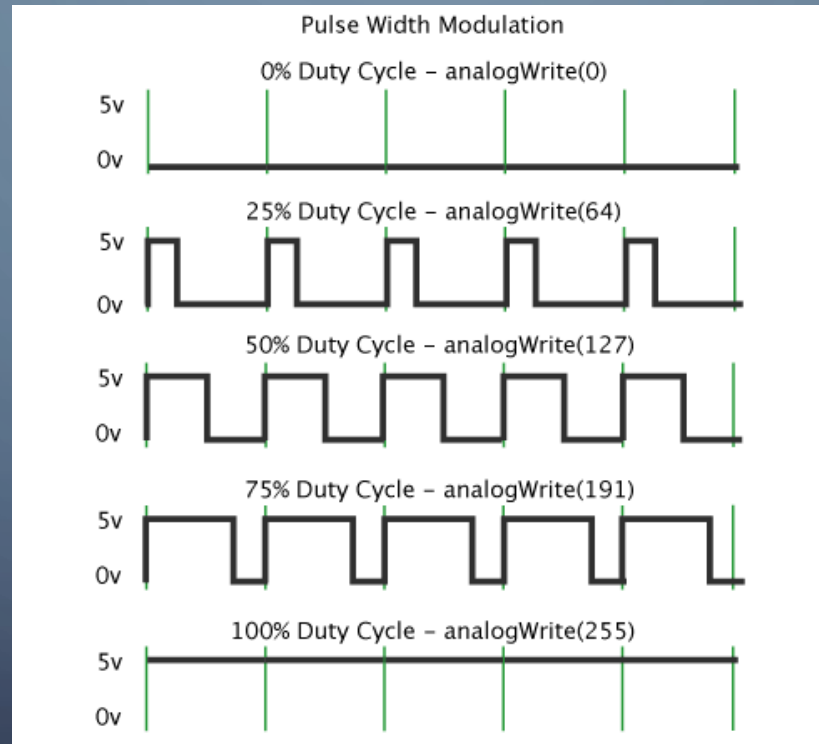 Pulse Width Modulation
0% Duty Cycle – analogWrite(0)
5v
0v
25% Duty Cycle – analogWrite(64)
5v
0v
50% Duty Cycle – analogWrite(127)
5v
0v
75% Duty Cycle – analogWrite(191)
5v
0v
100% Duty Cycle – analogWrite(255)
5v
0v